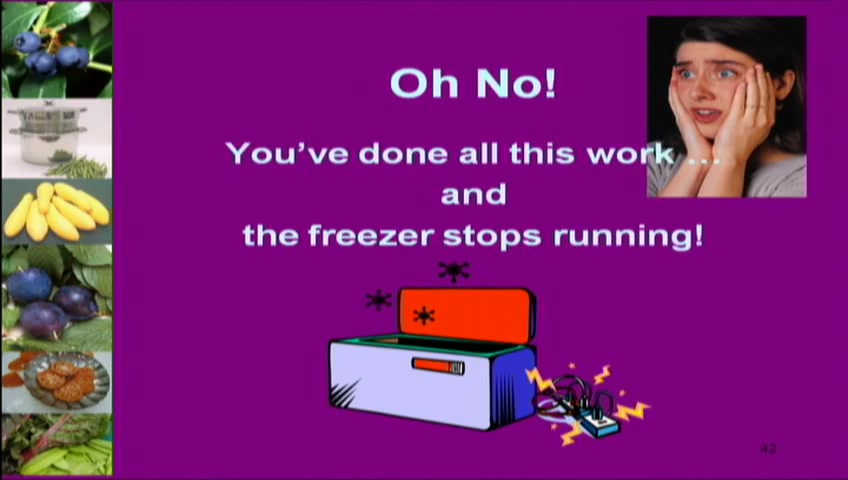 Oh No!
You've done all this work ...
and
the freezer stops running!
42